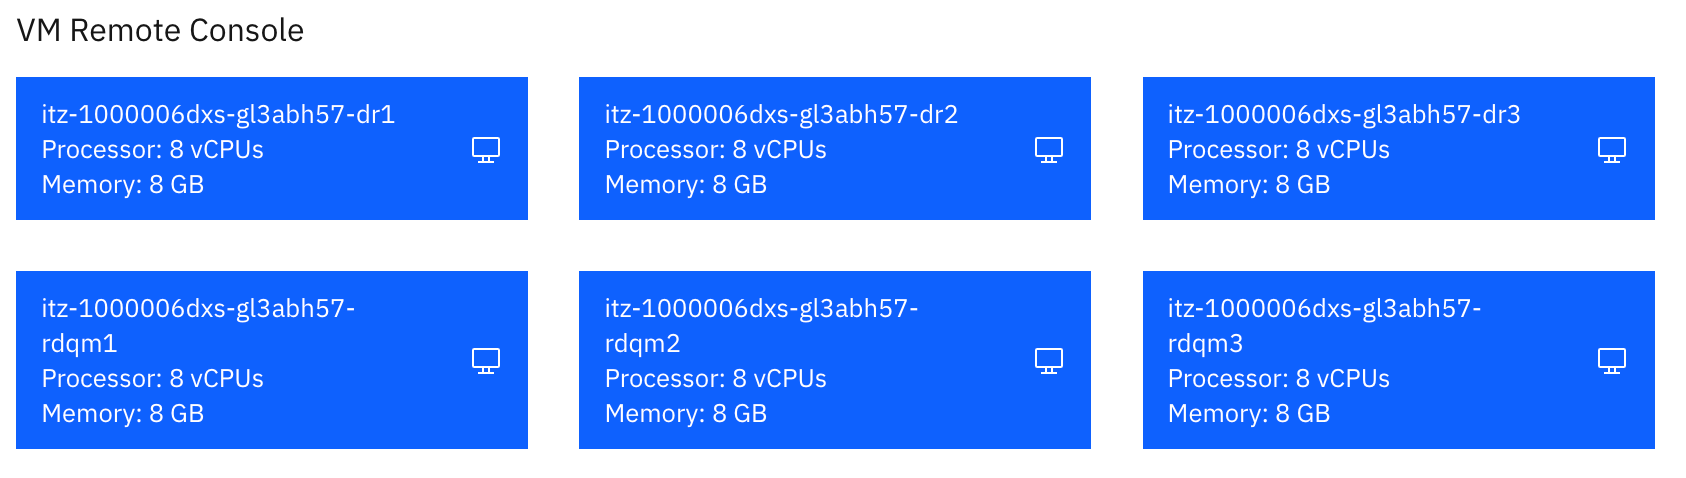 VM Remote Console
itz-1000006dxs-gl3abh57-dr1
Processor: 8 vCPUs
Memory: 8 GB
itz-1000006dxs-gl3abh57-dr2
Processor: 8 vCPUs
Memory: 8 GB
itz-1000006dxs-gl3abh57-dr3
Processor: 8 vCPUs
Memory: 8 GB
itz-1000006dxs-gl3abh57-
rdqm1
Processor: 8 vCPUs
Memory: 8 GB
itz-1000006dxs-gl3abh57-
rdqm2
Processor: 8 vCPUs
Memory: 8 GB
itz-1000006dxs-gl3abh57-
rdqm3
Processor: 8 vCPUs
Memory: 8 GB